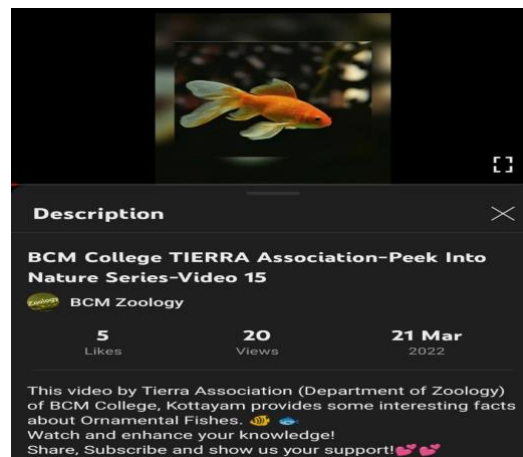 Description
BCM College TIERRA Association-Peek Into
Nature Series-Video 15
Zoology
BCM Zoology
5 20 21 Mar
Likes Views 2022
This video by Tierra Association (Department of Zoology)
of BCM College, Kottayam provides some interesting facts
about Ornamental Fishes. 🐠 🐟
Watch and enhance your knowledge!
Share, Subscribe and show us your support!💕💕